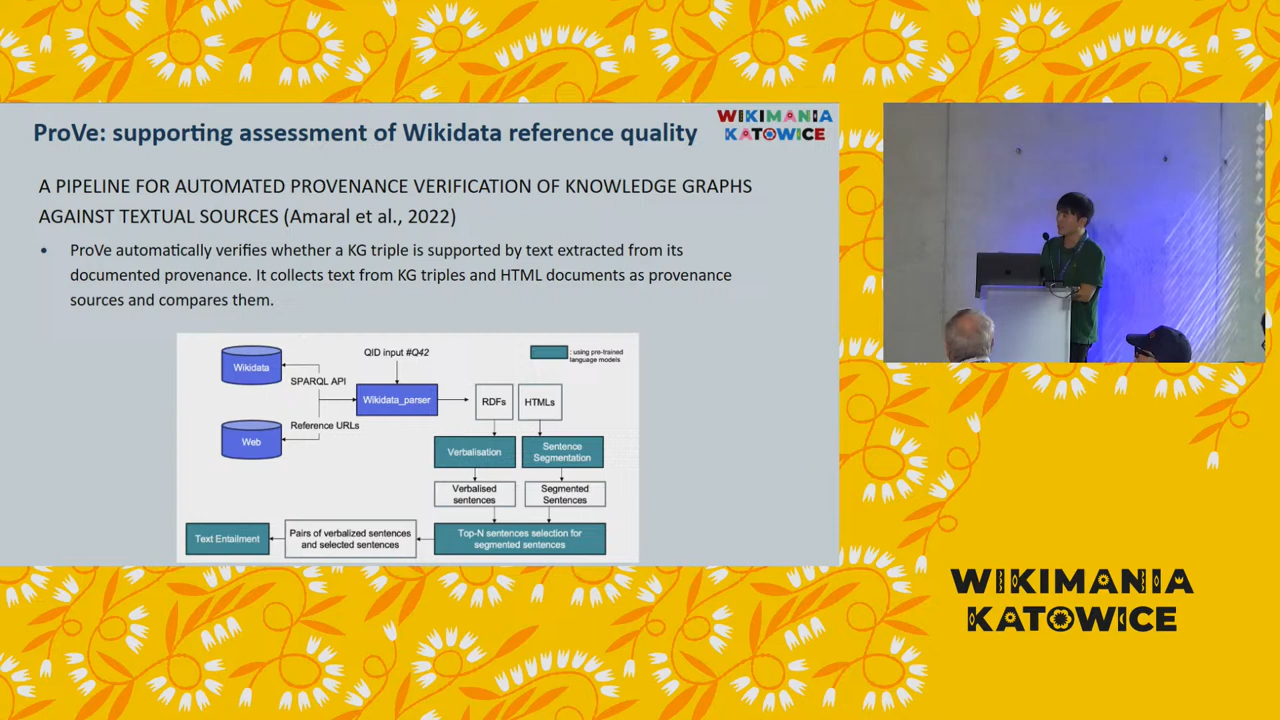 ProVe: supporting assessment of Wikidata reference quality
WIKIMANIA
KATOWICE
A PIPELINE FOR AUTOMATED PROVENANCE VERIFICATION OF KNOWLEDGE GRAPHS
AGAINST TEXTUAL SOURCES (Amaral et al., 2022)
• ProVe automatically verifies whether a KG triple is supported by text extracted from its
documented provenance. It collects text from KG triples and HTML documents as provenance
sources and compares them.
QID input #Q42
: using pre-trained
language models
Wikidata
SPARQL API
Wikidata_parser
RDFs
HTMLs
Reference URLs
Web
Verbalisation
Sentence
Segmentation
Verbalised
sentences
Segmented
Sentences
Text Entailment
Pairs of verbalized sentences
and selected sentences
Top-N sentences selection for
segmented sentences
WIKIMANIA
KATOWICE